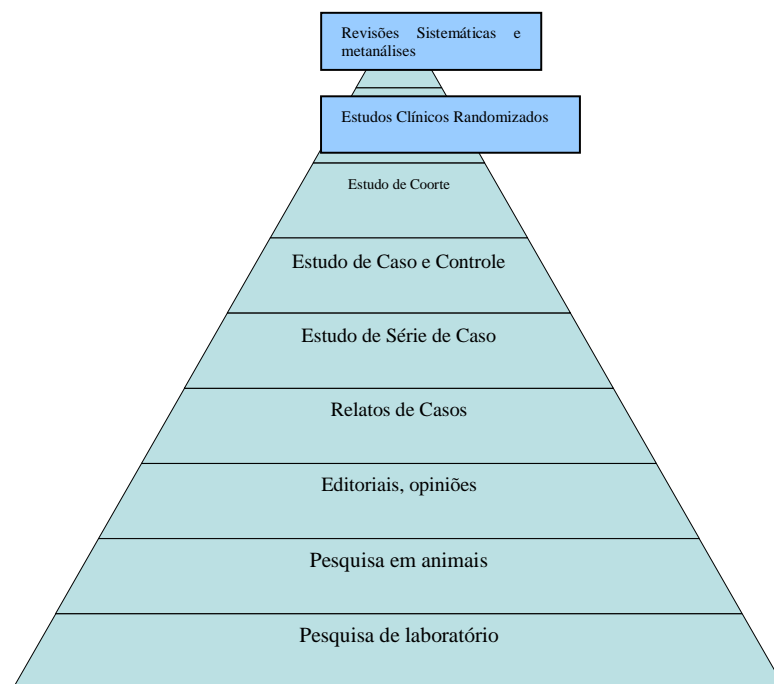 Revisões Sistemáticas e
metanálises
Estudos Clínicos Randomizados
Estudo de Coorte
Estudo de Caso e Controle
Estudo de Série de Caso
Relatos de Casos
Editoriais, opiniões
Pesquisa em animais
Pesquisa de laboratório